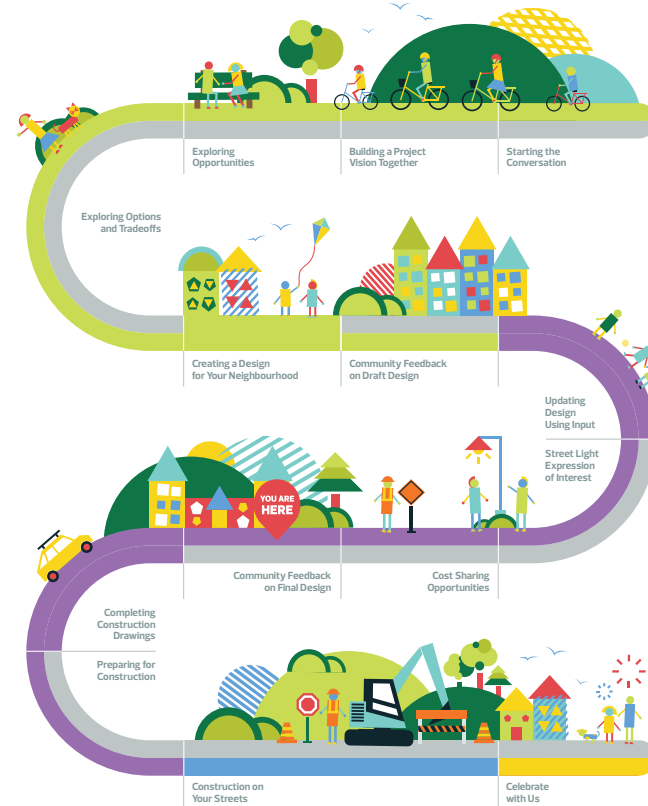 Exploring
Opportunities
Building a Project
Vision Together
Starting the
Conversation
Exploring Options
and Tradeoffs
Creating a Design
for Your Neighbourhood
Community Feedback
on Draft Design
Updating
Design
Using Input
Street Light
Expression
of Interest
YOU ARE
HERE
Community Feedback
on Final Design
Cost Sharing
Opportunities
Completing
Construction
Drawings
Preparing for
Construction
Construction on
Your Streets
Celebrate
with Us